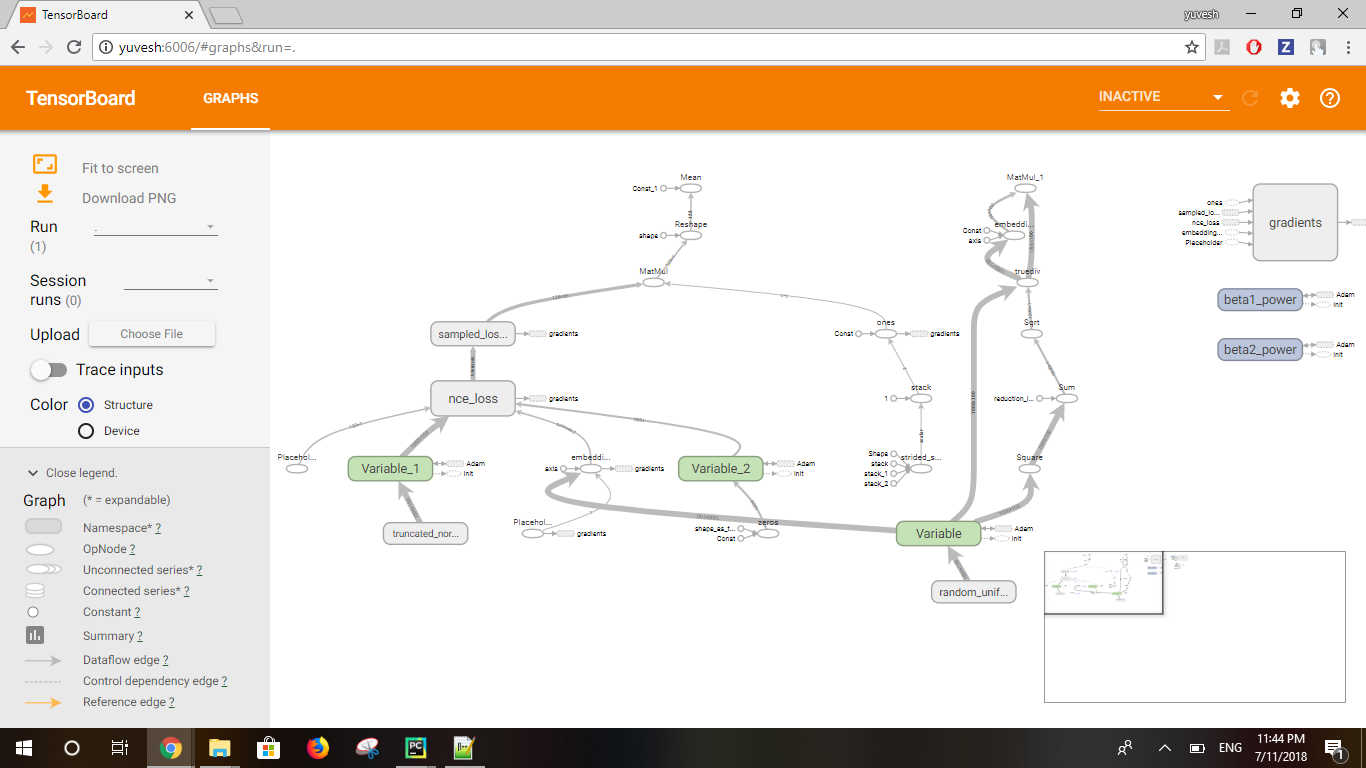 TensorBoard
yuvesh
yuvesh:6006/#graphs&run=.
TensorBoard
GRAPHS
INACTIVE
Fit to screen
Download PNG
Run
(1)
.
Session
runs (0)
Upload
Choose File
Trace inputs
Color
Structure
Device
Close legend.
Graph
(* = expandable)
Namespace* ?
OpNode ?
Unconnected series* ?
Connected series* ?
Constant ?
Summary ?
Dataflow edge ?
Control dependency edge ?
Reference edge ?
Mean
Const_1
Reshape
shape
MatMul
sampled_los...
gradients
nce_loss
gradients
Placehol...
Variable_1
Adam
init
truncated_nor...
embeddi...
axis
gradients
Placehol...
gradients
Variable_2
Adam
init
zeros
shape_as_t...
Const
ones
Const
gradients
stack
1
strided_s...
Shape
stack
stack_1
stack_2
MatMul_1
embeddi...
Const
axis
truediv
Sqrt
Sum
reduction_i...
Square
Variable
Adam
init
random_unif...
gradients
ones
sampled_lo...
nce_loss
embedding...
Placeholder
beta1_power
Adam
init
beta2_power
Adam
init
ENG
11:44 PM
7/11/2018
1